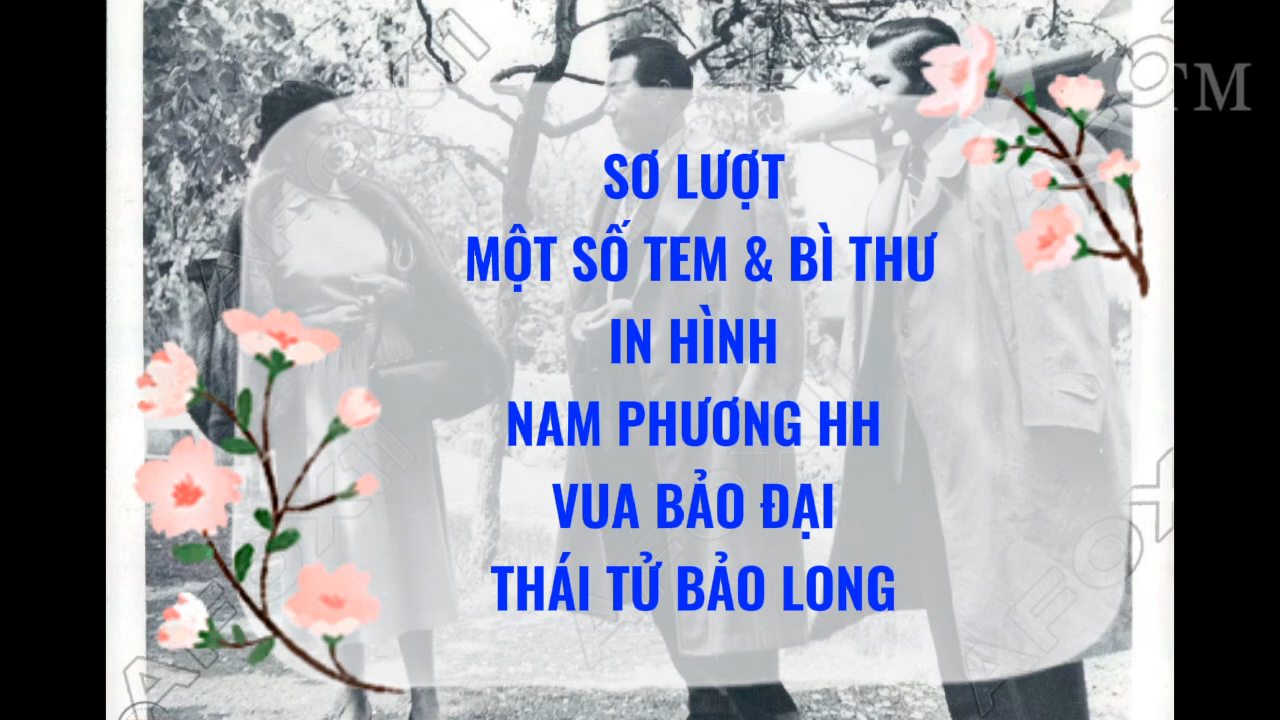 TM
SƠ LƯỢT
MỘT SỐ TEM & BÌ THƯ
IN HÌNH
NAM PHƯƠNG HH
VUA BẢO ĐẠI
THÁI TỬ BẢO LONG